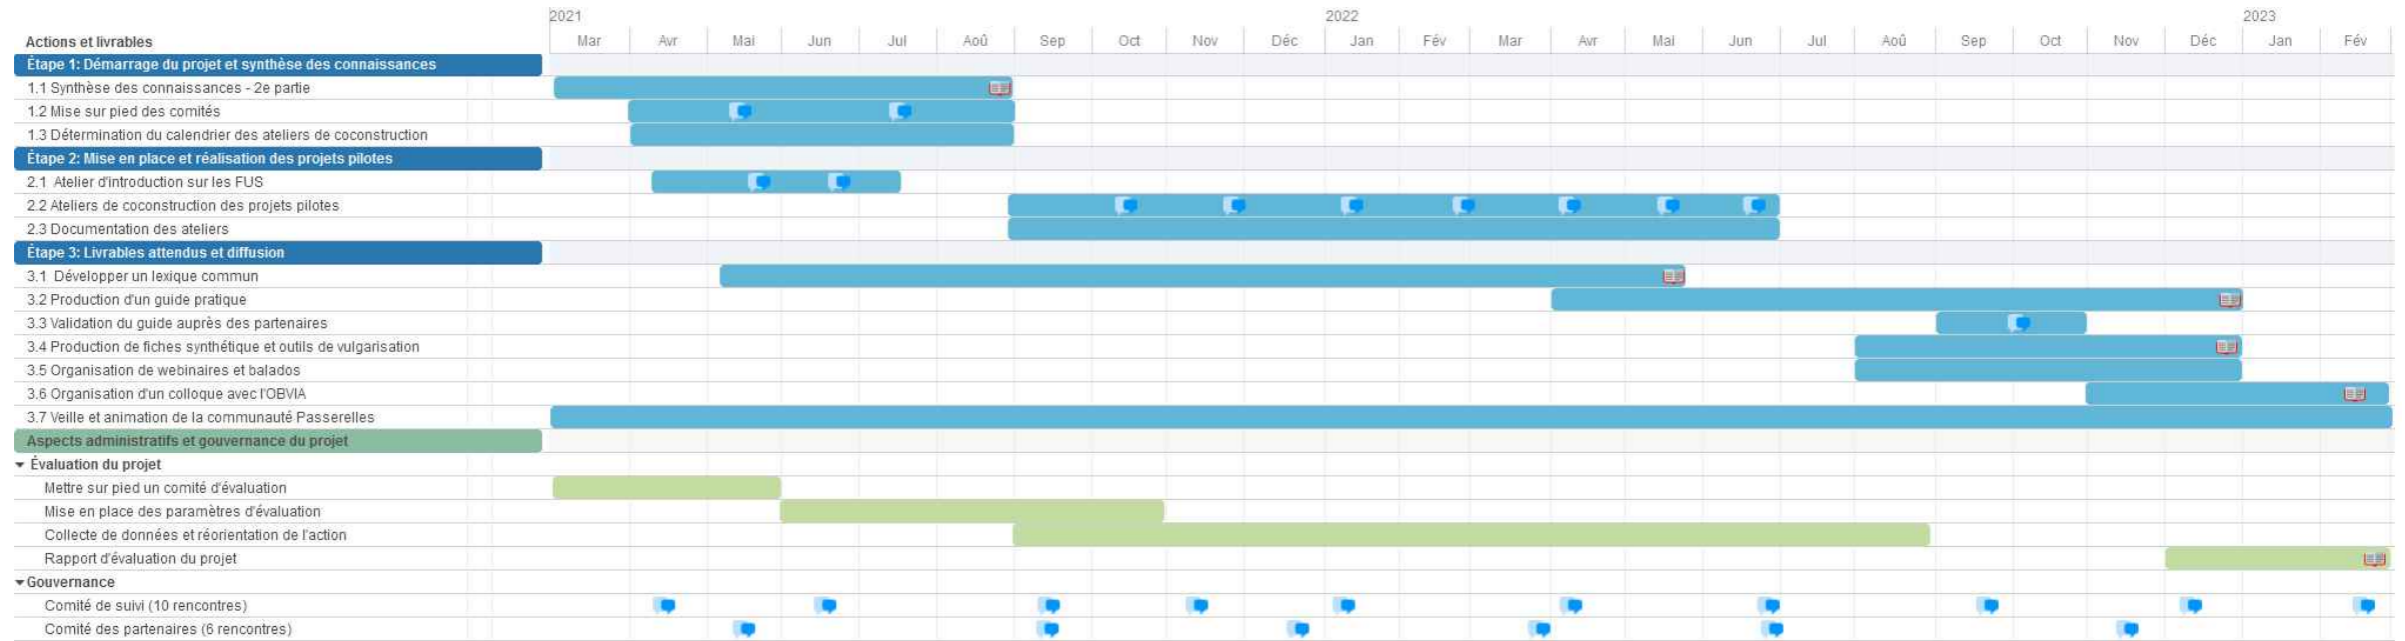 2021 2022 2023
Actions et livrables Mar Avr Mai Jun Jul Aoû Sep Oct Nov Déc Jan Fév Mar Avr Mai Jun Jul Aoû Sep Oct Nov Déc Jan Fév
Étape 1: Démarrage du projet et synthèse des connaissances
1.1 Synthèse des connaissances - 2e partie
1.2 Mise sur pied des comités
1.3 Détermination du calendrier des ateliers de coconstruction
Étape 2: Mise en place et réalisation des projets pilotes
2.1 Atelier d'introduction sur les FUS
2.2 Ateliers de coconstruction des projets pilotes
2.3 Documentation des ateliers
Étape 3: Livrables attendus et diffusion
3.1 Développer un lexique commun
3.2 Production d'un guide pratique
3.3 Validation du guide auprès des partenaires
3.4 Production de fiches synthétique et outils de vulgarisation
3.5 Organisation de webinaires et balados
3.6 Organisation d'un colloque avec l'OBVIA
3.7 Veille et animation de la communauté Passerelles
Aspects administratifs et gouvernance du projet
Évaluation du projet
Mettre sur pied un comité d'évaluation
Mise en place des paramètres d'évaluation
Collecte de données et réorientation de l'action
Rapport d'évaluation du projet
Gouvernance
Comité de suivi (10 rencontres)
Comité des partenaires (6 rencontres)